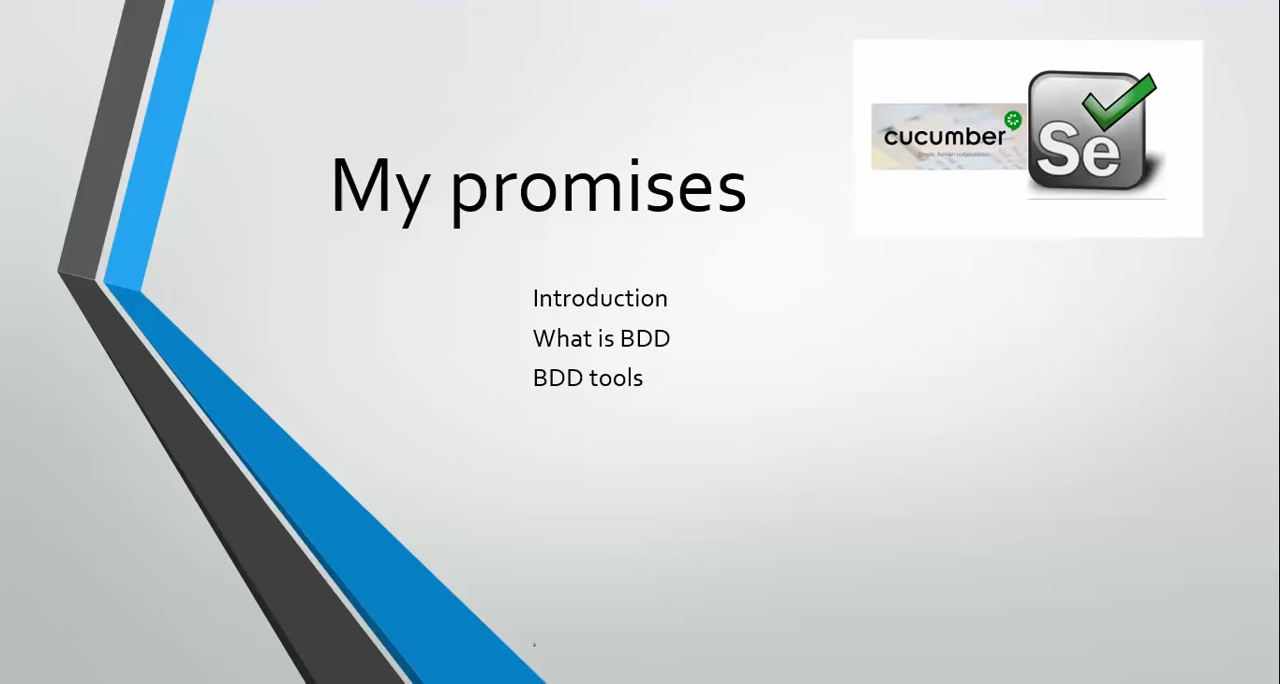 My promises
cucumber
Se
Introduction
What is BDD
BDD tools